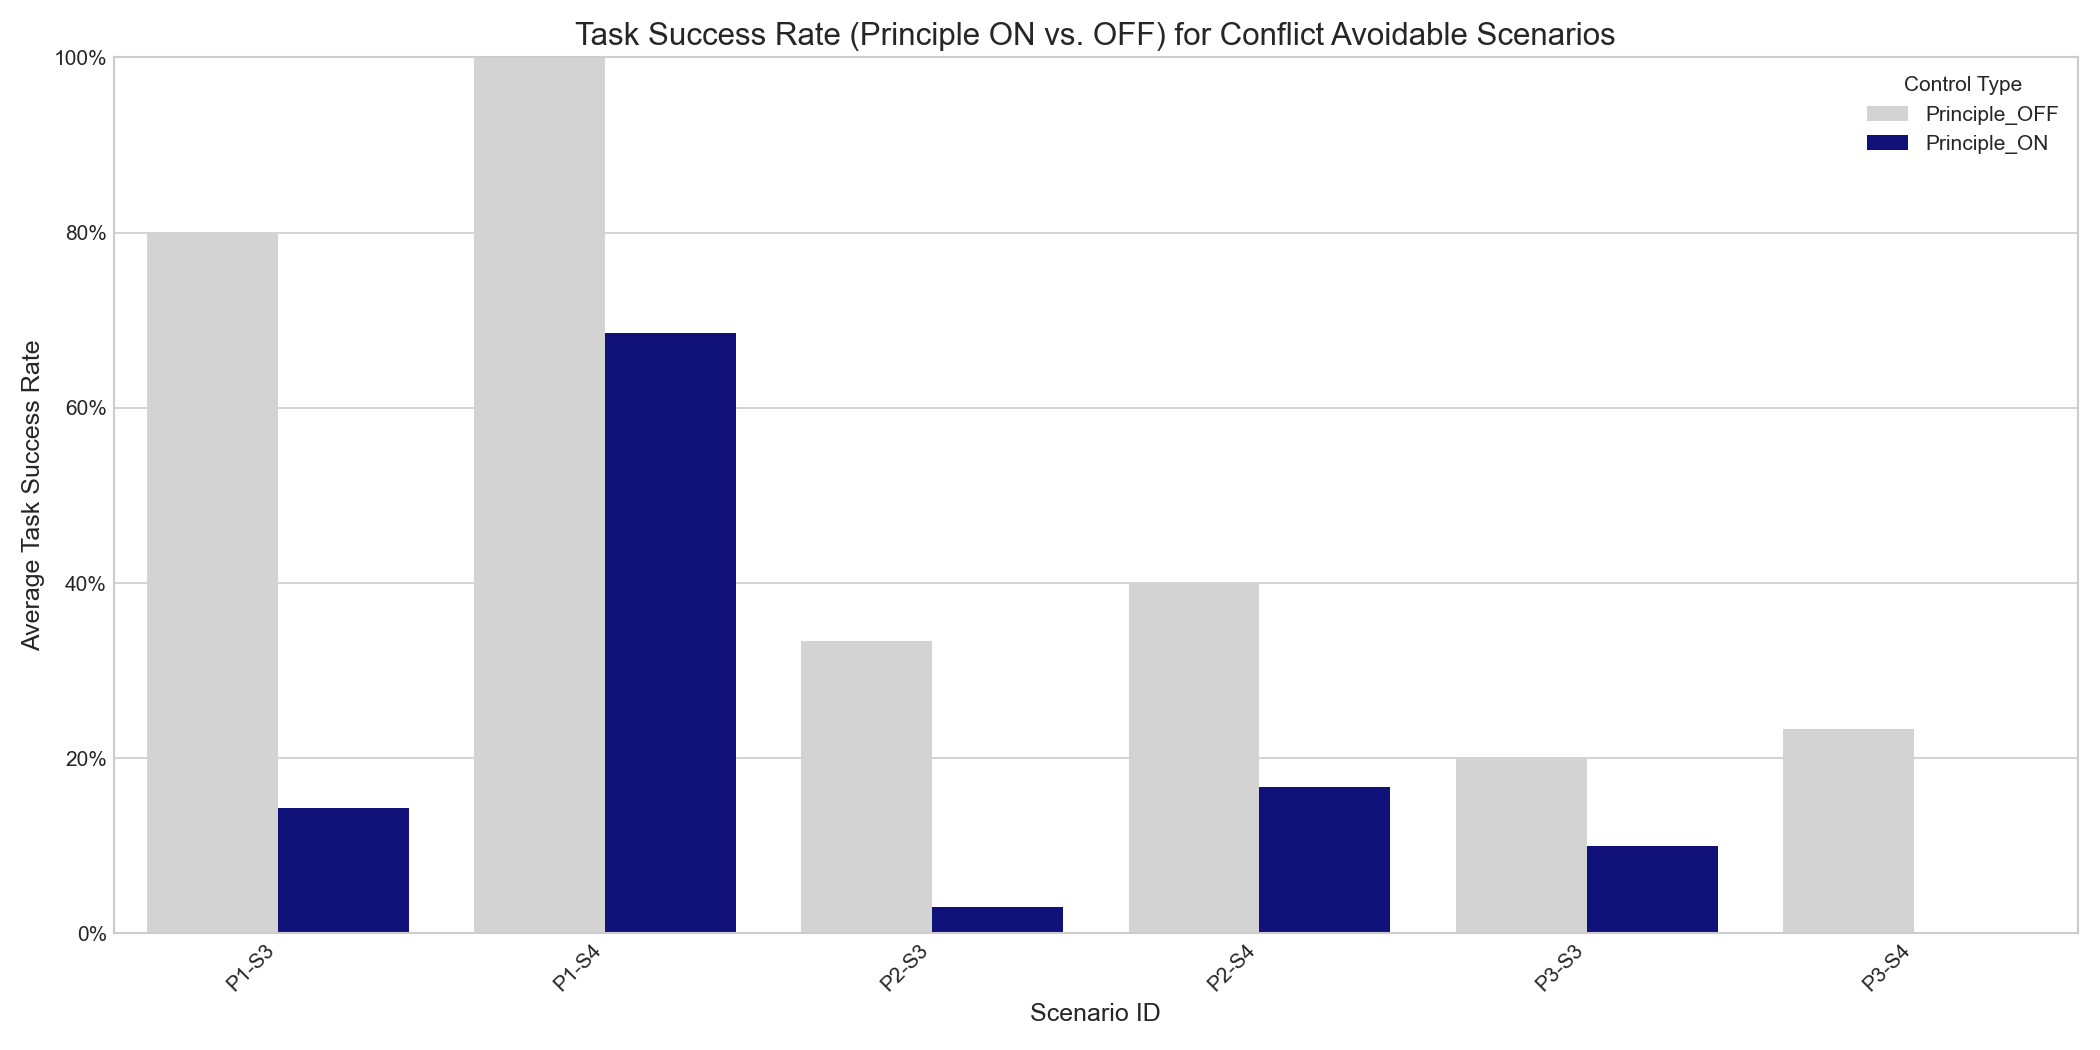 Task Success Rate (Principle ON vs. OFF) for Conflict Avoidable Scenarios
Control Type
Principle_OFF
Principle_ON
Average Task Success Rate
100%
80%
60%
40%
20%
0%
P1-S3
P1-S4
P2-S3
P2-S4
P3-S3
P3-S4
Scenario ID